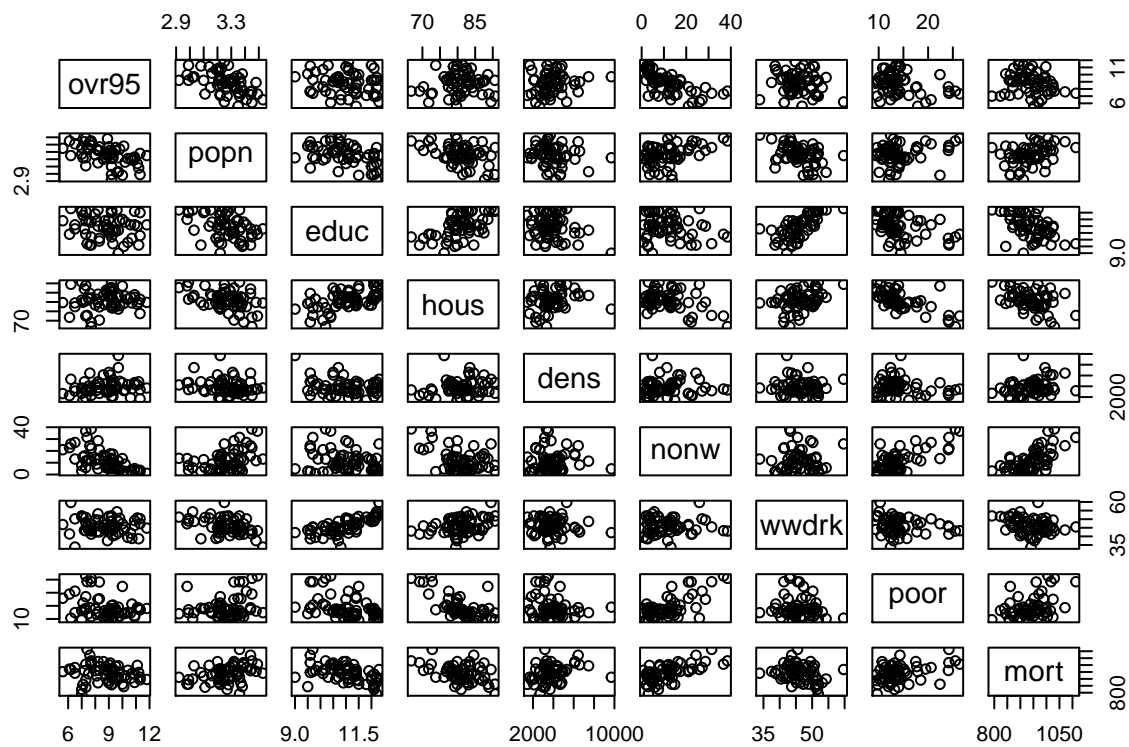 2.9 3.3 70 85 0 20 40 10 20
ovr95 6 11
2.9 popn
educ 9.0
70 hous
dens 2000
0 40 nonw
wwdrk 35 60
10 poor
mort 800
6 9 12 9.0 11.5 2000 10000 35 50 800 1050